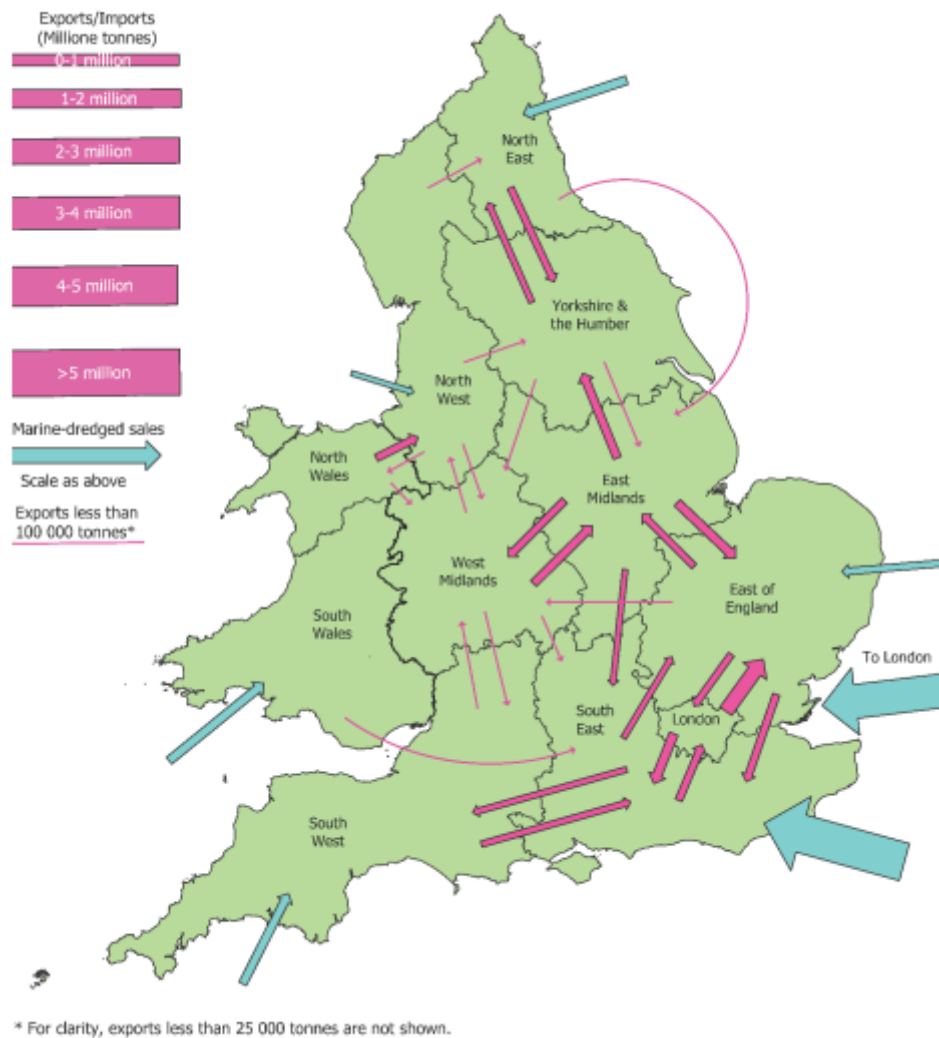 Exports/Imports
(Millione tonnes)
0-1 million
1-2 million
2-3 million
3-4 million
4-5 million
>5 million
Marine-dredged sales
Scale as above
Exports less than
100 000 tonnes*
North
East
Yorkshire &
the Humber
North
West
North
Wales
East
Midlands
West
Midlands
East of
England
South
Wales
To London
South
East
London
South
West
* For clarity, exports less than 25 000 tonnes are not shown.